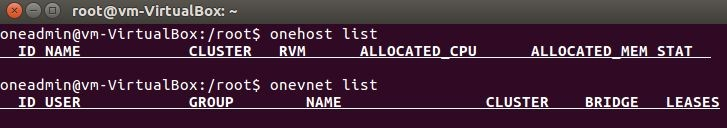 root@vm-VirtualBox: ~
oneadmin@vm-VirtualBox:/root$ onehost list
ID NAME CLUSTER RVM ALLOCATED_CPU ALLOCATED_MEM STAT
oneadmin@vm-VirtualBox:/root$ onevnet list
ID USER GROUP NAME CLUSTER BRIDGE LEASES